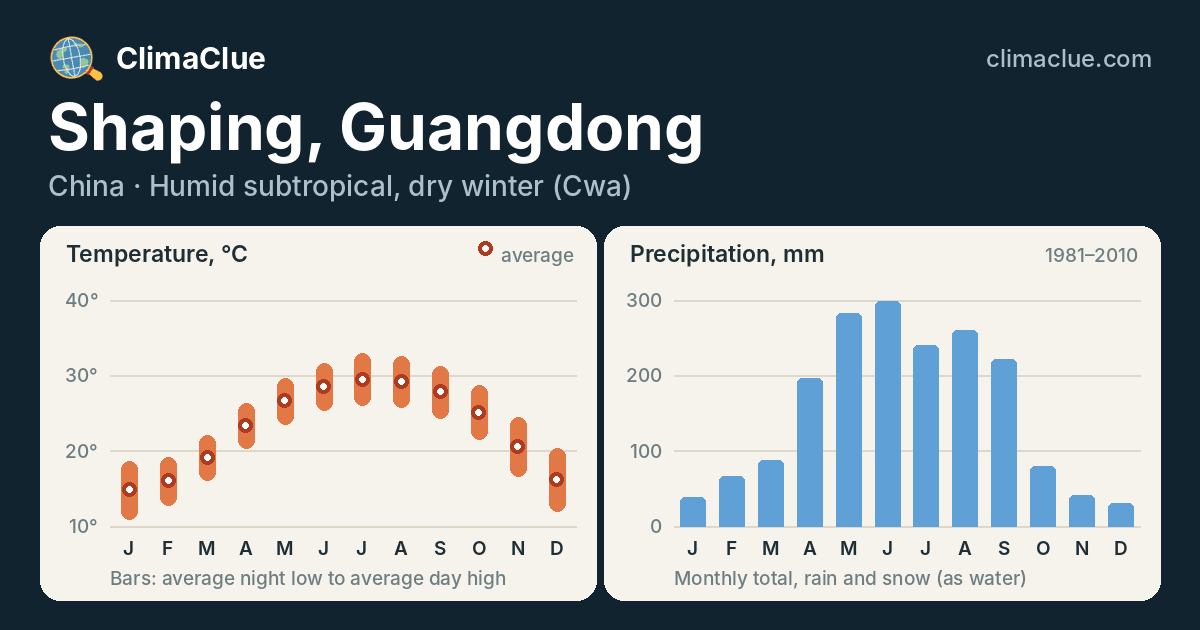 ClimaClue
climaclue.com
Shaping, Guangdong
China · Humid subtropical, dry winter (Cwa)
Temperature, °C
average
40°
30°
20°
10°
J F M A M J J A S O N D
Bars: average night low to average day high
Precipitation, mm
1981–2010
300
200
100
0
J F M A M J J A S O N D
Monthly total, rain and snow (as water)